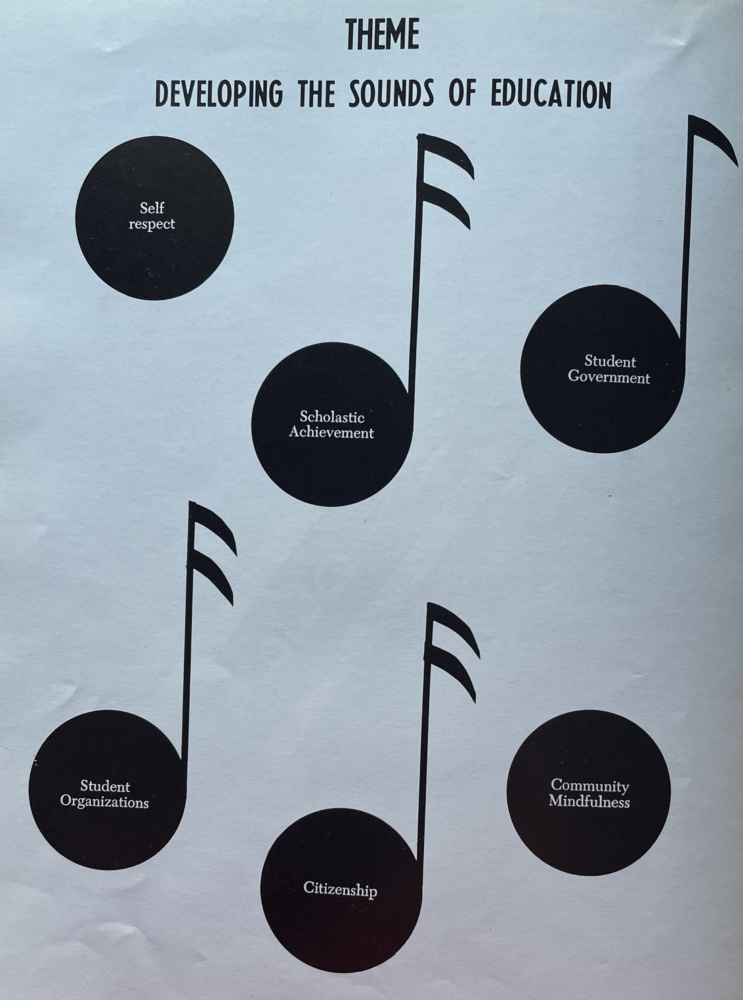 THEME
DEVELOPING THE SOUNDS OF EDUCATION
Self
respect
Scholastic
Achievement
Student
Government
Student
Organizations
Citizenship
Community
Mindfulness